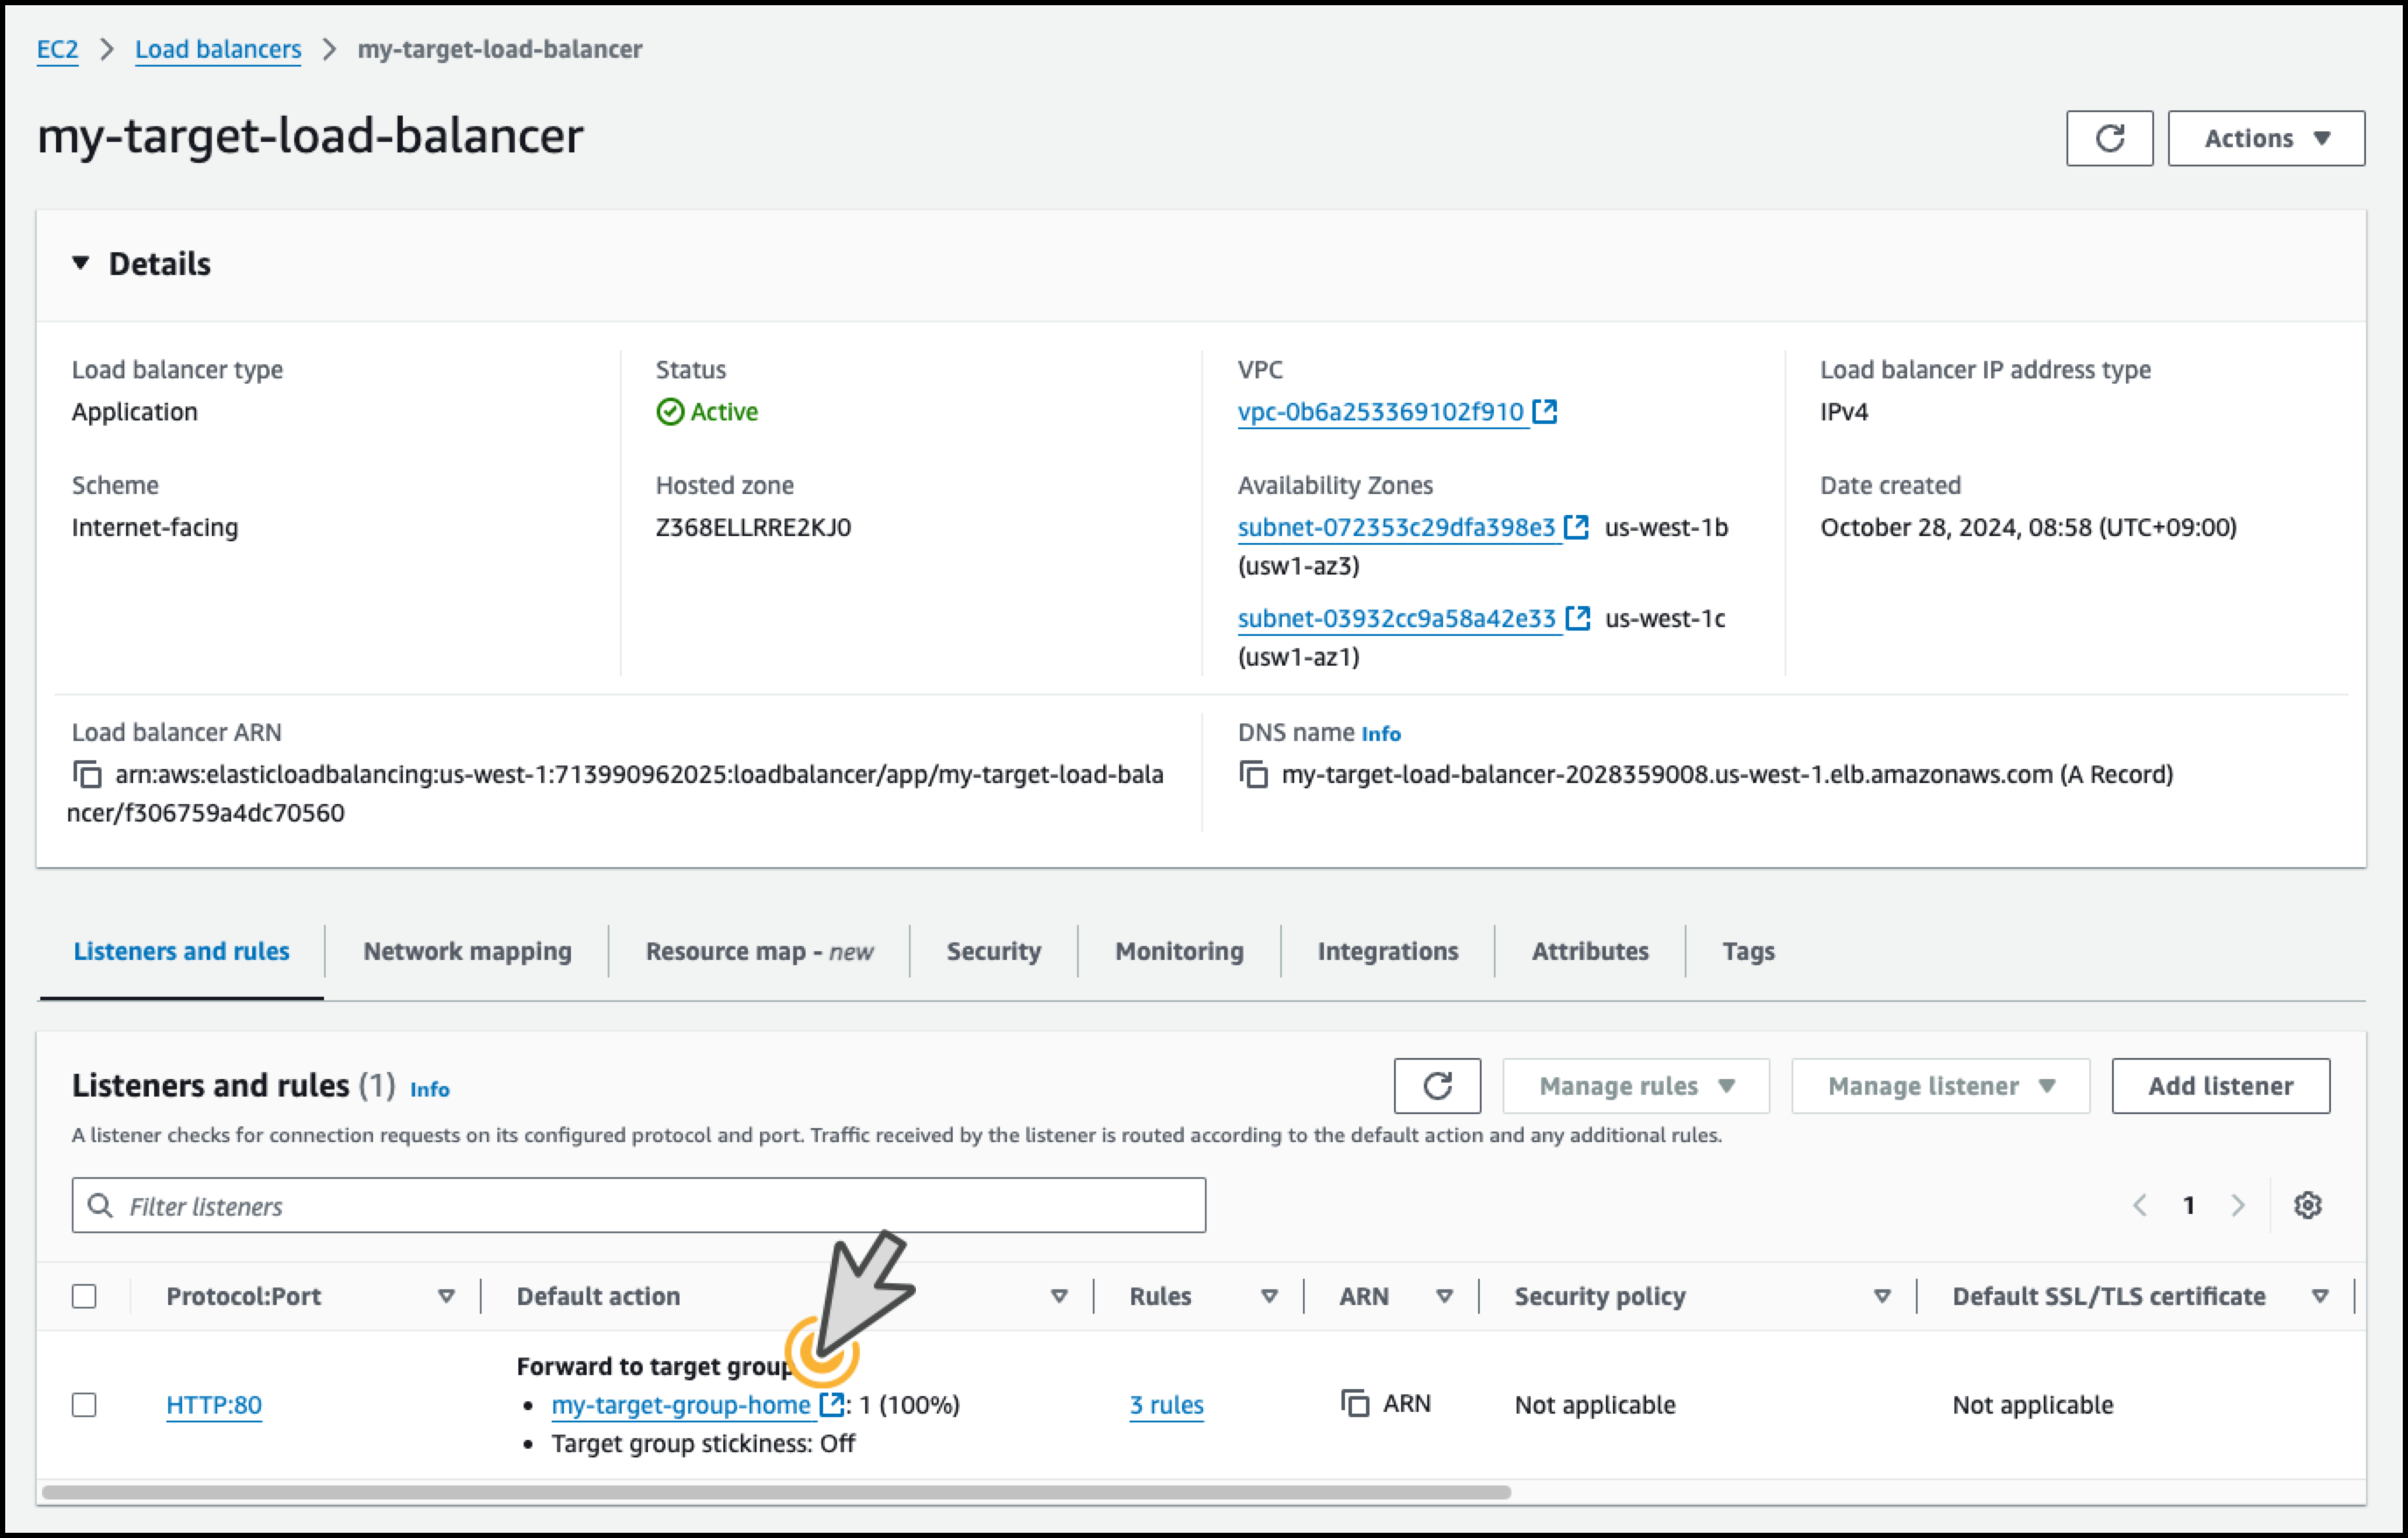 EC2 > Load balancers > my-target-load-balancer
my-target-load-balancer
Actions
Details
Load balancer type
Application
Status
Active
VPC
vpc-0b6a253369102f910
Load balancer IP address type
IPv4
Scheme
Internet-facing
Hosted zone
Z368ELLRRE2KJ0
Availability Zones
subnet-072353c29dfa398e3 us-west-1b
(usw1-az3)
subnet-03932cc9a58a42e33 us-west-1c
(usw1-az1)
Date created
October 28, 2024, 08:58 (UTC+09:00)
Load balancer ARN
arn:aws:elasticloadbalancing:us-west-1:713990962025:loadbalancer/app/my-target-load-bala
ncer/f306759a4dc70560
DNS name Info
my-target-load-balancer-2028359008.us-west-1.elb.amazonaws.com (A Record)
Listeners and rules Network mapping Resource map - new Security Monitoring Integrations Attributes Tags
Listeners and rules (1) Info
Manage rules Manage listener Add listener
A listener checks for connection requests on its configured protocol and port. Traffic received by the listener is routed according to the default action and any additional rules.
Filter listeners
1
Protocol:Port Default action Rules ARN Security policy Default SSL/TLS certificate
HTTP:80
Forward to target group
• my-target-group-home : 1 (100%)
• Target group stickiness: Off
3 rules
ARN
Not applicable
Not applicable